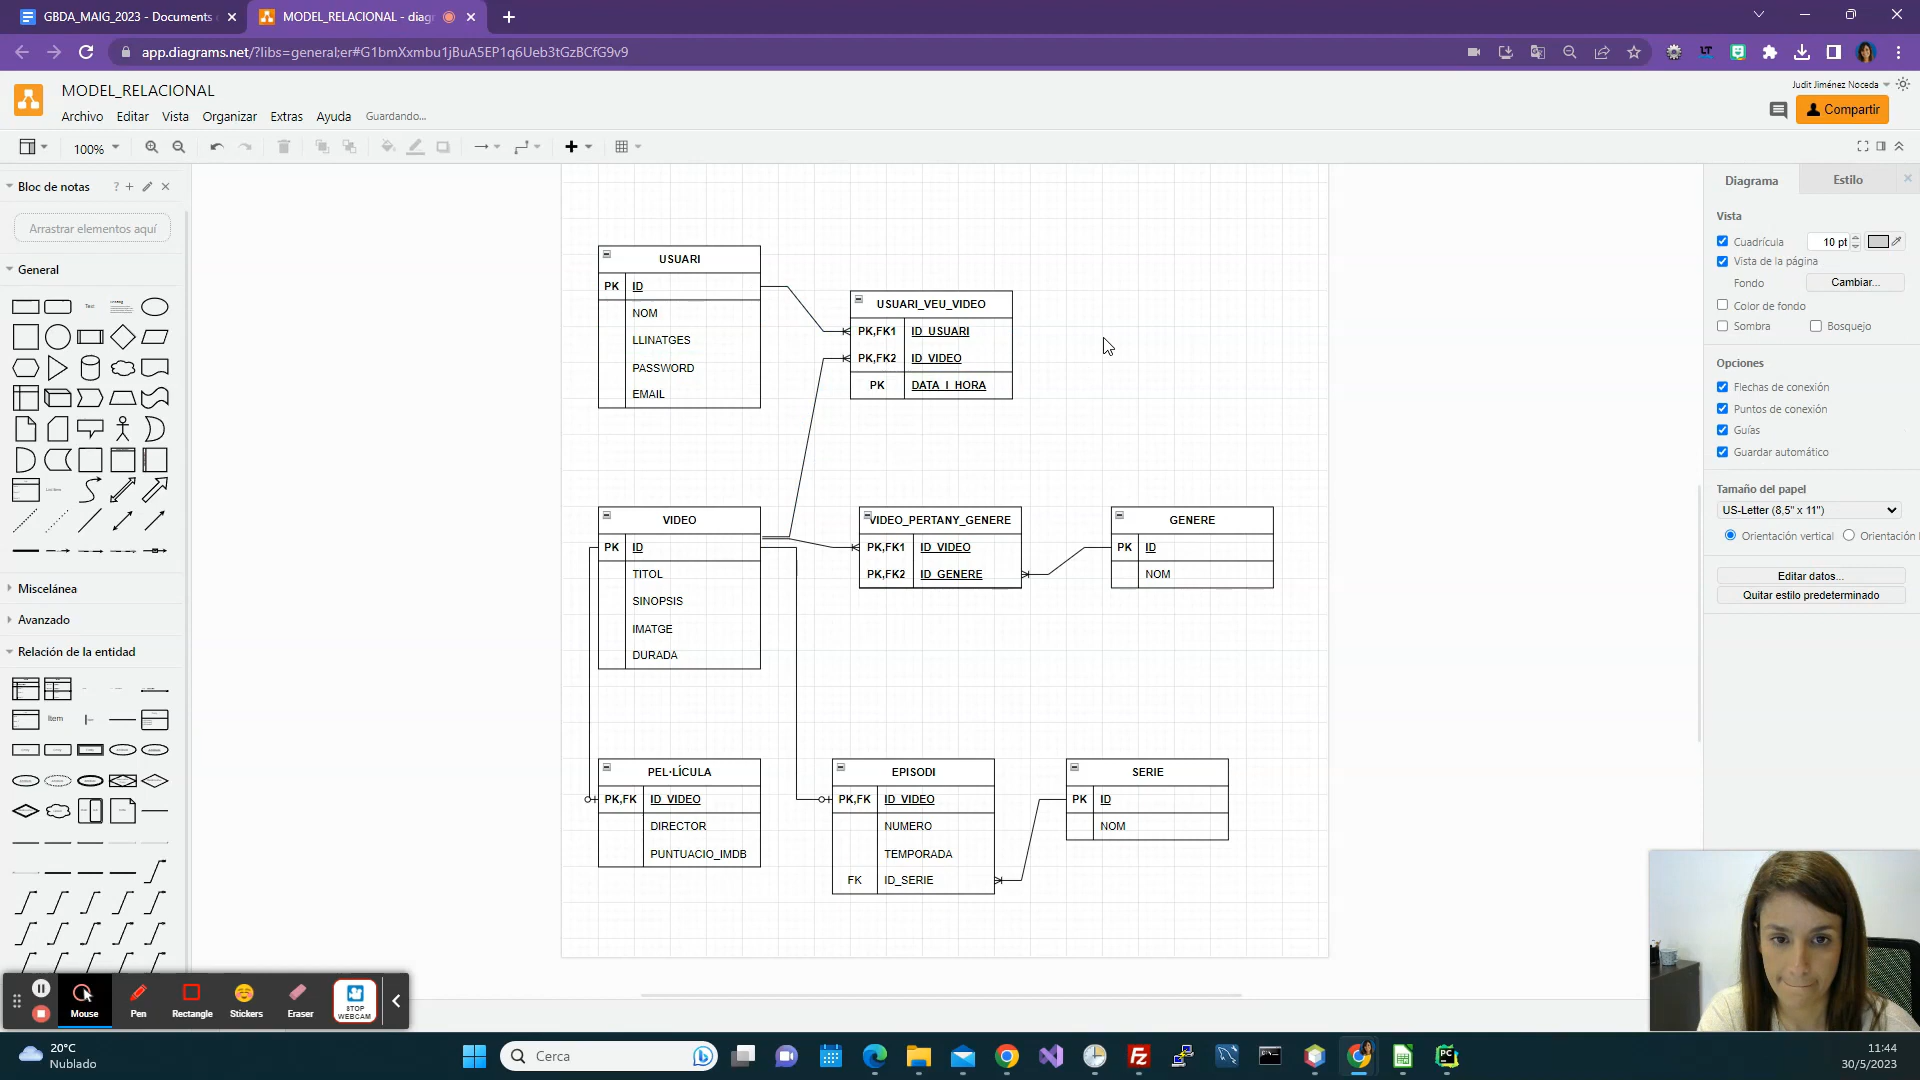 GBDA_MAIG_2023 - Documents
MODEL_RELACIONAL - diag
app.diagrams.net/?libs=general;er#G1bmXxmbu1jBuA5EP1q6Ueb3tGzBCfG9v9
LT
MODEL_RELACIONAL
Judit Jiménez Noceda
Archivo Editar Vista Organizar Extras Ayuda Guardando...
Compartir
100%
Bloc de notas ?
Arrastrar elementos aquí
General
Text
Miscelánea
Avanzado
Relación de la entidad
Item
USUARI
PK ID
NOM
LLINATGES
PASSWORD
EMAIL
USUARI_VEU_VIDEO
PK,FK1 ID_USUARI
PK,FK2 ID_VIDEO
PK DATA_I_HORA
VIDEO
PK ID
TITOL
SINOPSIS
IMATGE
DURADA
VIDEO_PERTANY_GENERE
PK,FK1 ID_VIDEO
PK,FK2 ID_GENERE
GENERE
PK ID
NOM
PEL·LÍCULA
PK,FK ID_VIDEO
DIRECTOR
PUNTUACIO_IMDB
EPISODI
PK,FK ID_VIDEO
NUMERO
TEMPORADA
FK ID_SERIE
SERIE
PK ID
NOM
Diagrama Estilo
Vista
Cuadrícula 10 pt
Vista de la página
Fondo Cambiar...
Color de fondo
Sombra Bosquejo
Opciones
Flechas de conexión
Puntos de conexión
Guías
Guardar automático
Tamaño del papel
US-Letter (8,5" x 11")
Orientación vertical Orientación
Editar datos...
Quitar estilo predeterminado
Mouse Pen Rectangle Stickers Eraser STOP WEBCAM
20°C
Nublado
Cerca
11:44
30/5/2023